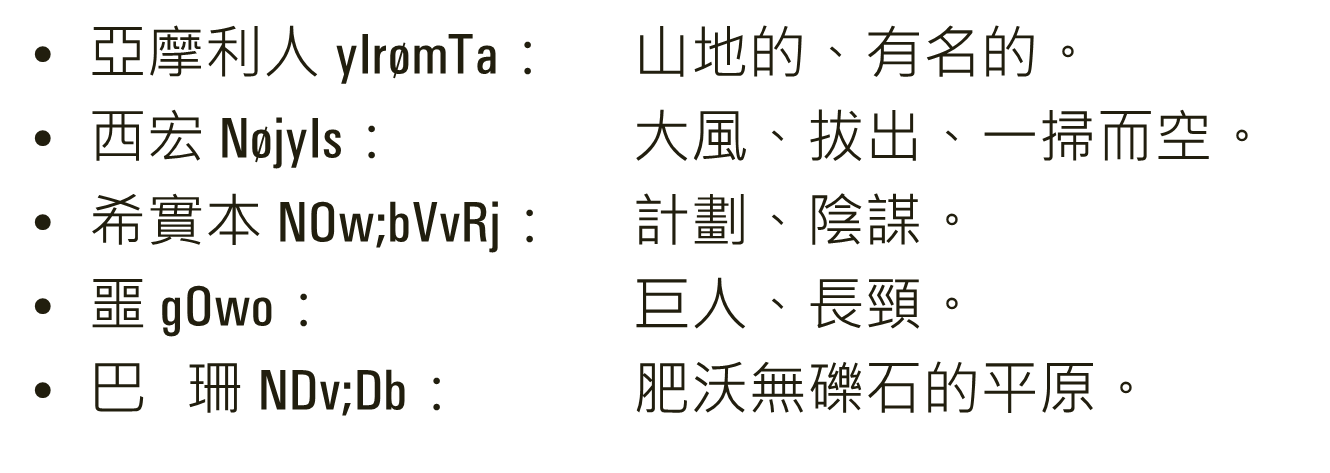 • 亞摩利人 yIrømTa： 山地的、有名的。
• 西宏 NøjyIs： 大風、拔出、一掃而空。
• 希實本 NOw;bVvRj： 計劃、陰謀。
• 噩 gOwo： 巨人、長頸。
• 巴 珊 NDv;Db： 肥沃無礫石的平原。